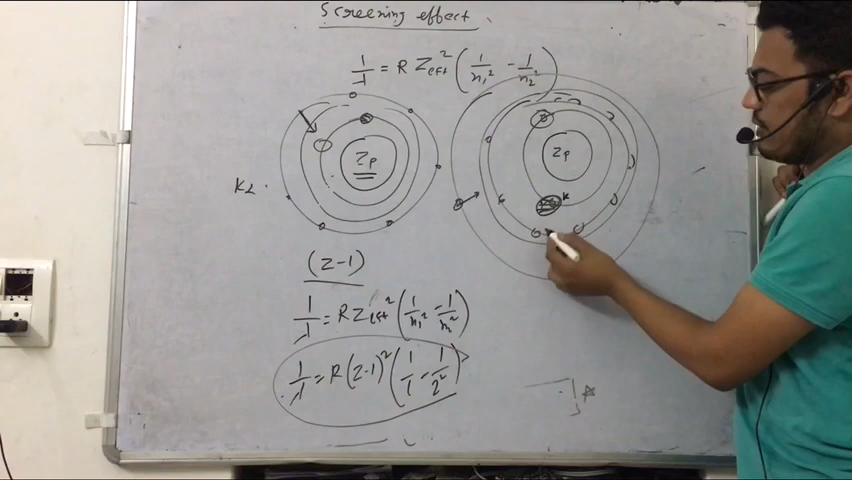 Screening effect
1/λ = R Zeff² (1/n₁² - 1/n₂²)
Zp
Zp
K
Kα
(Z-1)
1/λ = R Zeff² (1/n₁² - 1/n₂²)
1/λ = R (Z-1)² (1/1 - 1/2²)